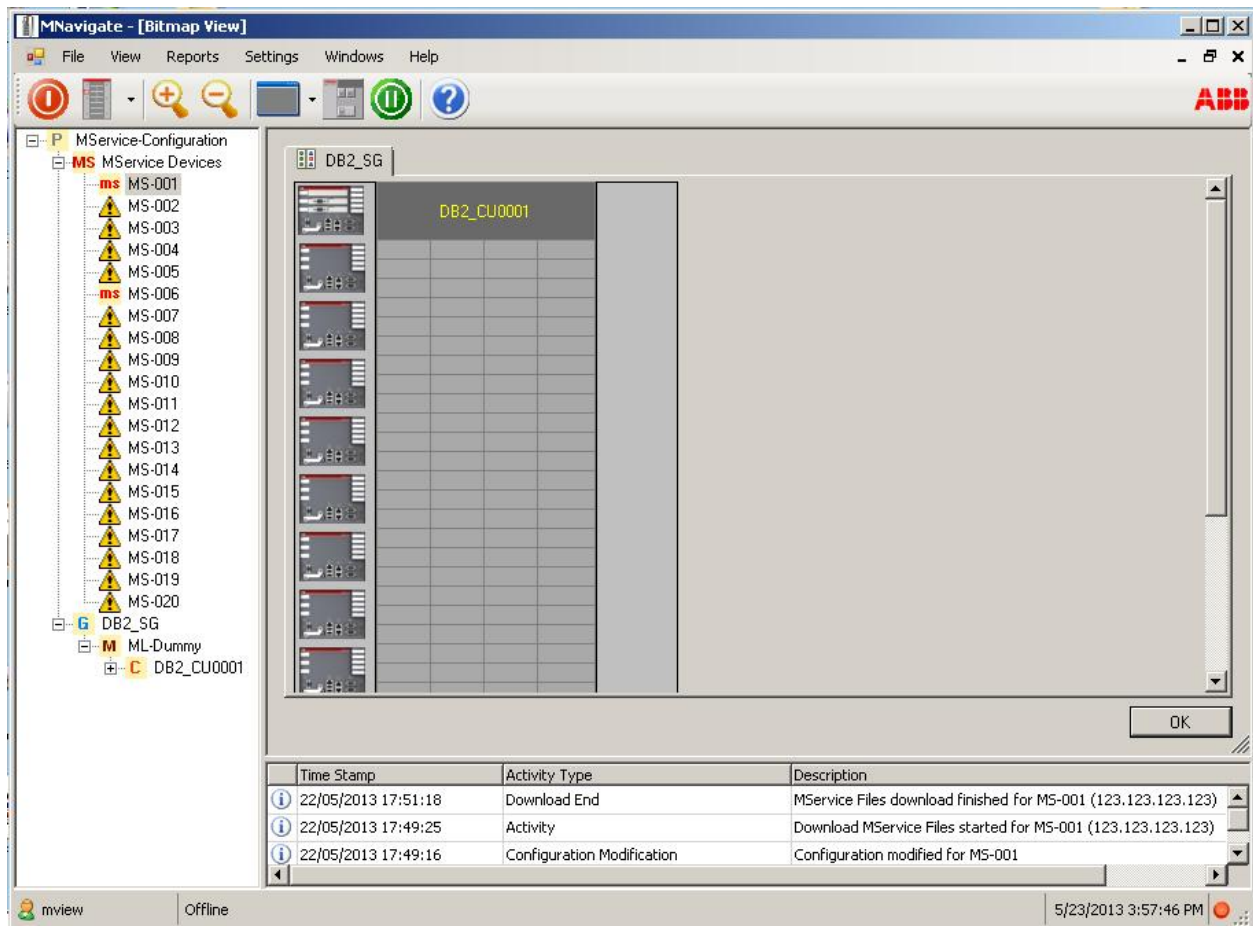 MNavigate - [Bitmap View]
File View Reports Settings Windows Help
ABB
P MService-Configuration
MS MService Devices
ms MS-001
MS-002
MS-003
MS-004
MS-005
ms MS-006
MS-007
MS-008
MS-009
MS-010
MS-011
MS-012
MS-013
MS-014
MS-015
MS-016
MS-017
MS-018
MS-019
MS-020
G DB2_SG
M ML-Dummy
C DB2_CU0001
DB2_SG
DB2_CU0001
OK
Time Stamp Activity Type Description
22/05/2013 17:51:18 Download End MService Files download finished for MS-001 (123.123.123.123)
22/05/2013 17:49:25 Activity Download MService Files started for MS-001 (123.123.123.123)
22/05/2013 17:49:16 Configuration Modification Configuration modified for MS-001
mview Offline 5/23/2013 3:57:46 PM